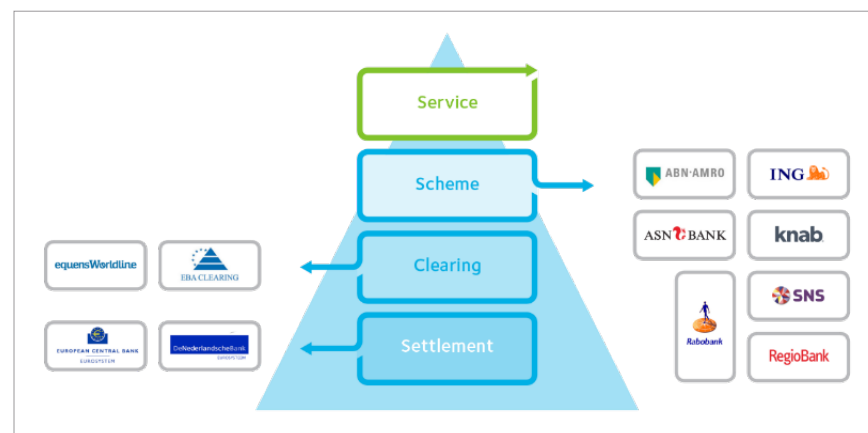 Service
Scheme
Clearing
Settlement
equensWorldline
EBA CLEARING
EUROPEAN CENTRAL BANK
EUROSYSTEM
DeNederlandscheBank
EUROSYSTEEM
ABN·AMRO
ING
ASN BANK
knab.
Rabobank
SNS
RegioBank